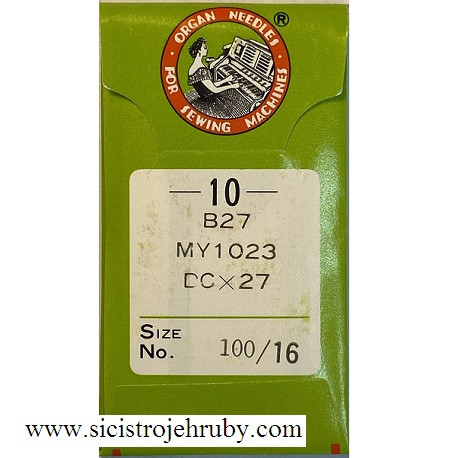 ORGAN NEEDLES
FOR SEWING MACHINES
®
10
B27
MY1023
DC×27
SIZE
No. 100/16
www.sicistrojehruby.com